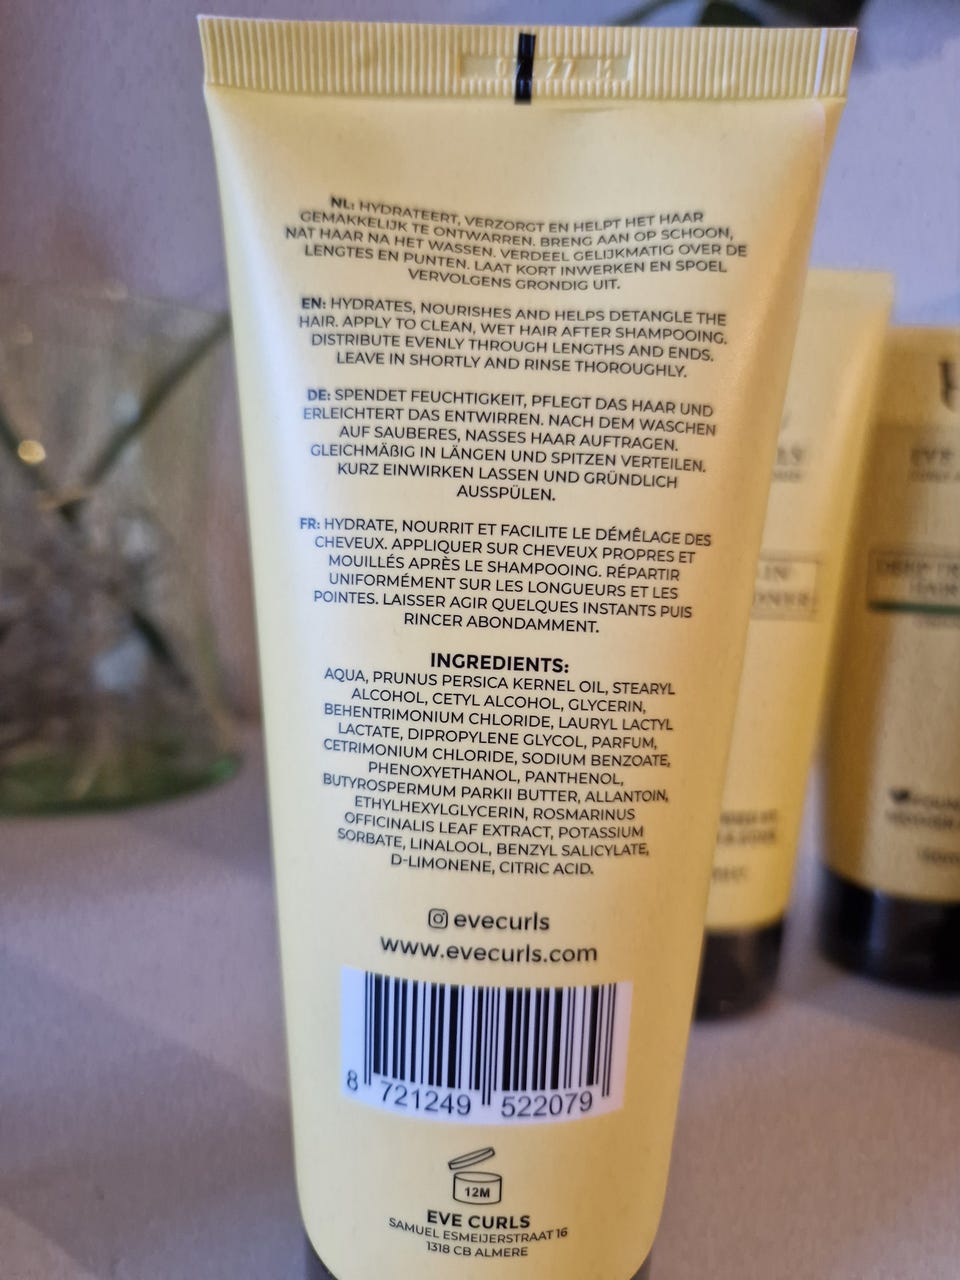 NL: HYDRATEERT, VERZORGT EN HELPT HET HAAR
GEMAKKELIJK TE ONTWARREN. BRENG AAN OP SCHOON,
NAT HAAR NA HET WASSEN. VERDEEL GELIJKMATIG OVER DE
LENGTES EN PUNTEN. LAAT KORT INWERKEN EN SPOEL
VERVOLGENS GRONDIG UIT.
EN: HYDRATES, NOURISHES AND HELPS DETANGLE THE
HAIR. APPLY TO CLEAN, WET HAIR AFTER SHAMPOOING.
DISTRIBUTE EVENLY THROUGH LENGTHS AND ENDS.
LEAVE IN SHORTLY AND RINSE THOROUGHLY.
DE: SPENDET FEUCHTIGKEIT, PFLEGT DAS HAAR UND
ERLEICHTERT DAS ENTWIRREN. NACH DEM WASCHEN
AUF SAUBERES, NASSES HAAR AUFTRAGEN.
GLEICHMÄßIG IN LÄNGEN UND SPITZEN VERTEILEN.
KURZ EINWIRKEN LASSEN UND GRÜNDLICH
AUSSPÜLEN.
FR: HYDRATE, NOURRIT ET FACILITE LE DÉMÊLAGE DES
CHEVEUX. APPLIQUER SUR CHEVEUX PROPRES ET
MOUILLÉS APRÈS LE SHAMPOOING. RÉPARTIR
UNIFORMÉMENT SUR LES LONGUEURS ET LES
POINTES. LAISSER AGIR QUELQUES INSTANTS PUIS
RINCER ABONDAMMENT.
INGREDIENTS:
AQUA, PRUNUS PERSICA KERNEL OIL, STEARYL
ALCOHOL, CETYL ALCOHOL, GLYCERIN,
BEHENTRIMONIUM CHLORIDE, LAURYL LACTYL
LACTATE, DIPROPYLENE GLYCOL, PARFUM,
CETRIMONIUM CHLORIDE, SODIUM BENZOATE,
PHENOXYETHANOL, PANTHENOL,
BUTYROSPERMUM PARKII BUTTER, ALLANTOIN,
ETHYLHEXYLGLYCERIN, ROSMARINUS
OFFICINALIS LEAF EXTRACT, POTASSIUM
SORBATE, LINALOOL, BENZYL SALICYLATE,
D-LIMONENE, CITRIC ACID.
evecurls
www.evecurls.com
8 721249 522079
12M
EVE CURLS
SAMUEL ESMEIJERSTRAAT 16
1318 CB ALMERE